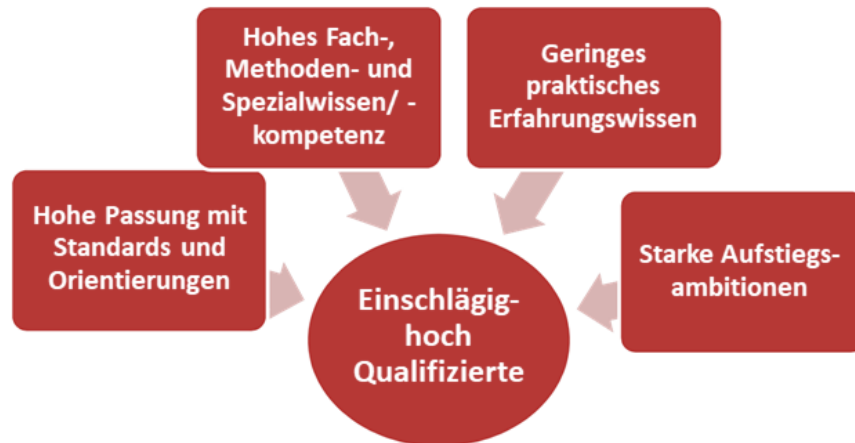 Hohes Fach-,
Methoden- und
Spezialwissen/ -
kompetenz
Geringes
praktisches
Erfahrungswissen
Hohe Passung mit
Standards und
Orientierungen
Starke Aufstiegs-
ambitionen
Einschlägig-
hoch
Qualifizierte